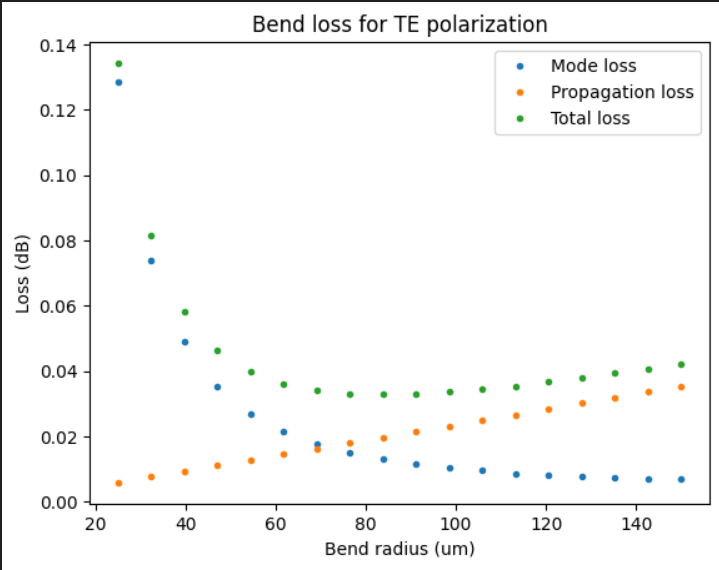 Bend loss for TE polarization
Mode loss
Propagation loss
Total loss
0.14
0.12
0.10
0.08
0.06
0.04
0.02
0.00
Loss (dB)
20
40
60
80
100
120
140
Bend radius (um)